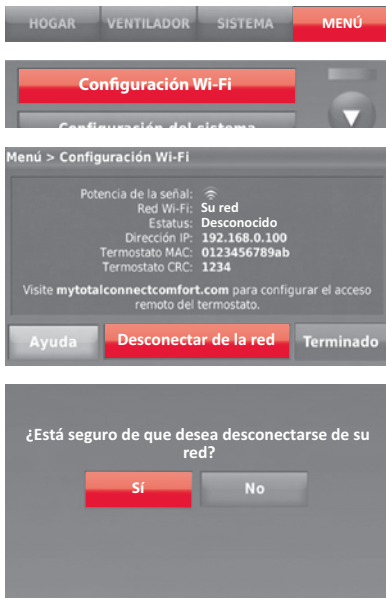 HOGAR VENTILADOR SISTEMA MENÚ
Configuración Wi-Fi
Configuración del sistema
Menú > Configuración Wi-Fi
Potencia de la señal:
Red Wi-Fi: Su red
Estatus: Desconocido
Dirección IP: 192.168.0.100
Termostato MAC: 0123456789ab
Termostato CRC: 1234
Visite mytotalconnectcomfort.com para configurar el acceso
remoto del termostato.
Ayuda Desconectar de la red Terminado
¿Está seguro de que desea desconectarse de su
red?
Sí No